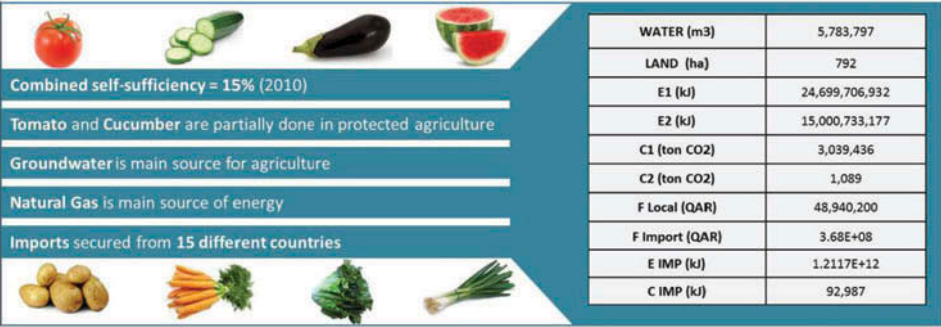 Combined self-sufficiency = 15% (2010)
Tomato and Cucumber are partially done in protected agriculture
Groundwater is main source for agriculture
Natural Gas is main source of energy
Imports secured from 15 different countries
WATER (m3) 5,783,797
LAND (ha) 792
E1 (kJ) 24,699,706,932
E2 (kJ) 15,000,733,177
C1 (ton CO2) 3,039,436
C2 (ton CO2) 1,089
F Local (QAR) 48,940,200
F Import (QAR) 3.68E+08
E IMP (kJ) 1.2117E+12
C IMP (kJ) 92,987